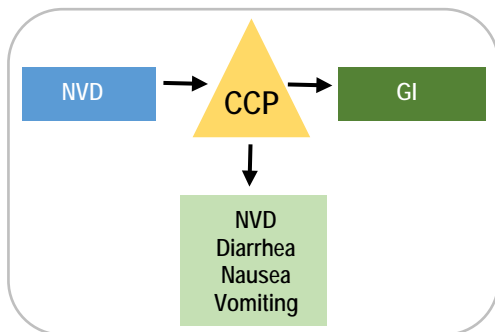 NVD
CCP
GI
NVD
Diarrhea
Nausea
Vomiting